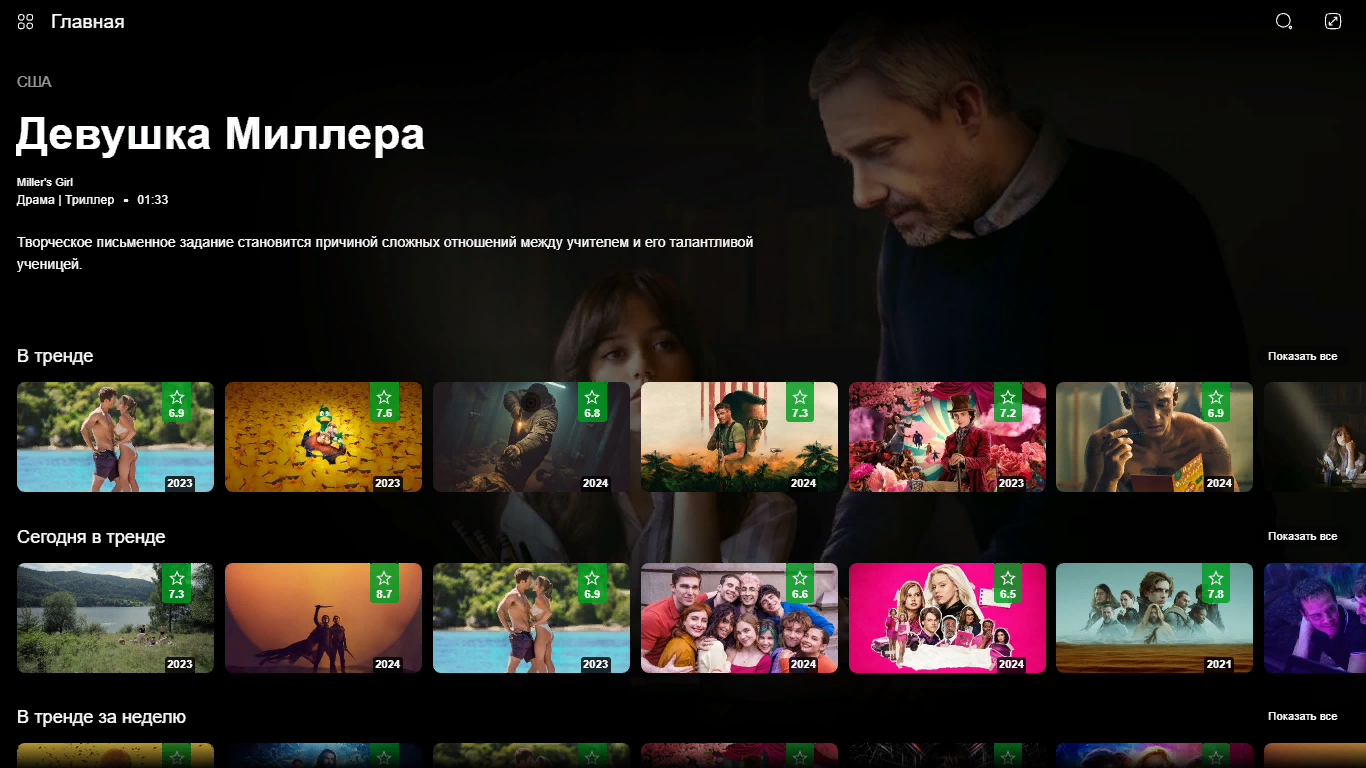 Главная
США
Девушка Миллера
Miller's Girl
Драма | Триллер • 01:33
Творческое письменное задание становится причиной сложных отношений между учителем и его талантливой
ученицей.
В тренде
Показать все
6.9
7.6
6.8
7.3
7.2
6.9
2023
2023
2024
2024
2023
2024
Сегодня в тренде
Показать все
7.3
8.7
6.9
6.6
6.5
7.8
2023
2024
2023
2024
2024
2021
В тренде за неделю
Показать все